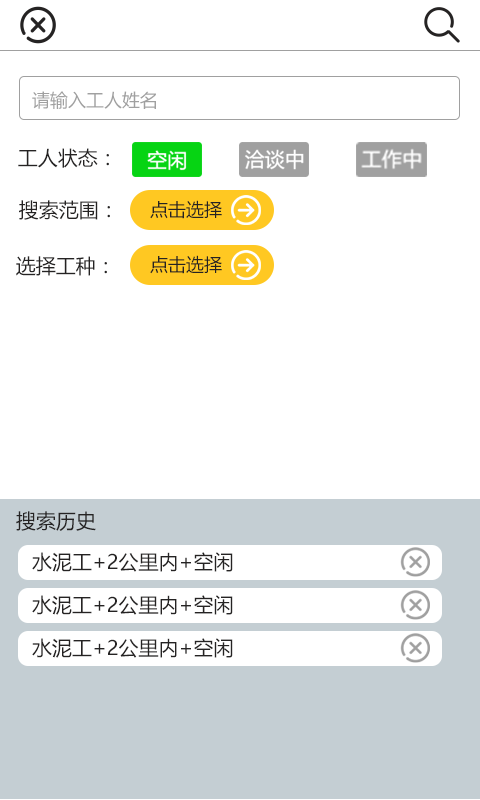 请输入工人姓名
工人状态： 空闲 洽谈中 工作中
搜索范围： 点击选择
选择工种： 点击选择
搜索历史
水泥工+2公里内+空闲
水泥工+2公里内+空闲
水泥工+2公里内+空闲